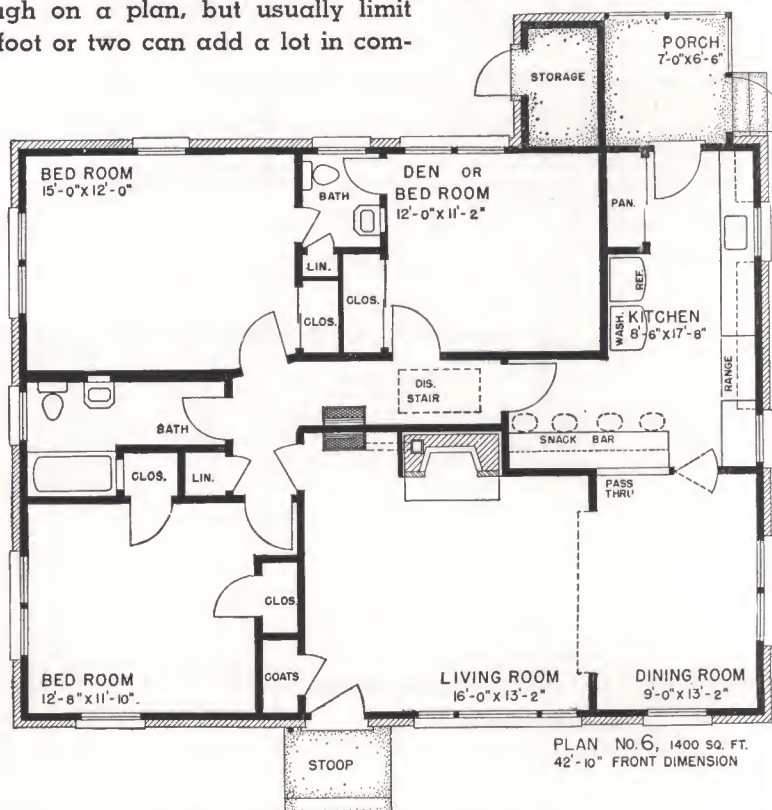 ugh on a plan, but usually limit
foot or two can add a lot in com-
PORCH
7'-0"X6'-6"
STORAGE
BED ROOM
15'-0"X12'-0"
BATH
DEN OR
BED ROOM
12'-0"X11'-2"
PAN.
LIN.
CLOS.
CLOS.
REF.
WASH.
KITCHEN
8'-6"X17'-8"
RANGE
DIS.
STAIR
SNACK BAR
PASS
THRU
BATH
CLOS.
LIN.
CLOS.
COATS
BED ROOM
12'-8"X11'-10".
LIVING ROOM
16'-0"X13'-2"
DINING ROOM
9'-0"X13'-2"
STOOP
PLAN NO.6, 1400 SQ. FT.
42'-10" FRONT DIMENSION